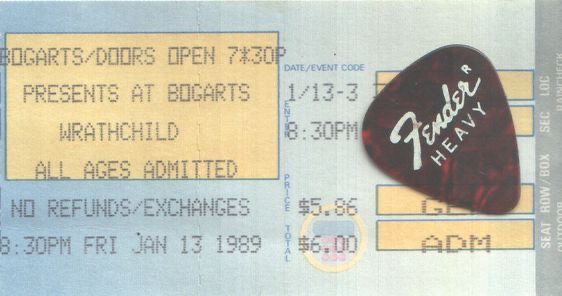 BOGARTS/DOORS OPEN 7*30P
PRESENTS AT BOGARTS
WRATHCHILD
ALL AGES ADMITTED
NO REFUNDS/EXCHANGES
8:30PM FRI JAN 13 1989
DATE/EVENT CODE
1/13-3
8:30PM
PRICE
$5.86
TOTAL
$6.00
ADM
Fender
HEAVY
SEC LOC
SEAT ROW/BOX
RAINCHECK